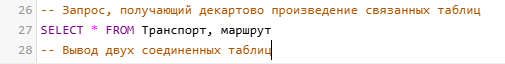 26 -- Запрос, получающий декартово произведение связанных таблиц
27 SELECT * FROM Транспорт, маршрут
28 -- Вывод двух соединенных таблиц